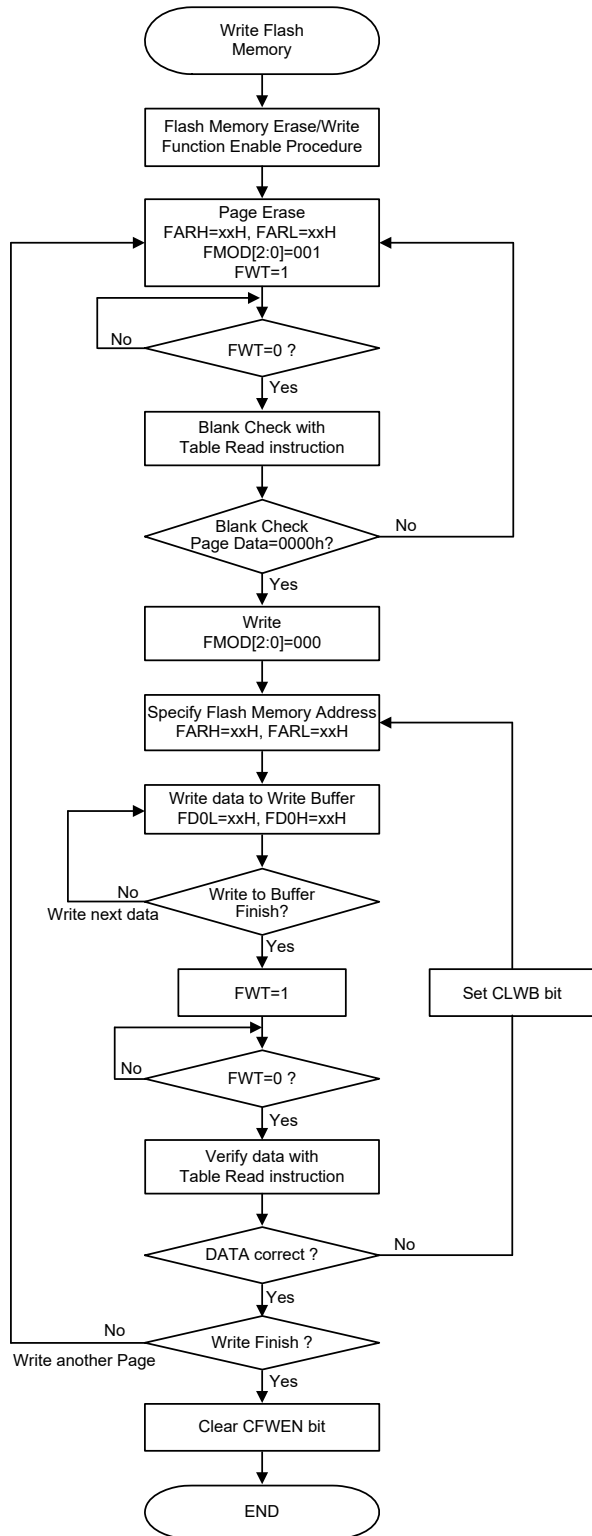 Write Flash
Memory
Flash Memory Erase/Write
Function Enable Procedure
Page Erase
FARH=xxH, FARL=xxH
FMOD[2:0]=001
FWT=1
No
FWT=0 ?
Yes
Blank Check with
Table Read instruction
Blank Check
Page Data=0000h?
No
Yes
Write
FMOD[2:0]=000
Specify Flash Memory Address
FARH=xxH, FARL=xxH
Write data to Write Buffer
FD0L=xxH, FD0H=xxH
No
Write next data
Write to Buffer
Finish?
Yes
FWT=1
Set CLWB bit
No
FWT=0 ?
Yes
Verify data with
Table Read instruction
DATA correct ?
No
Yes
No
Write another Page
Write Finish ?
Yes
Clear CFWEN bit
END